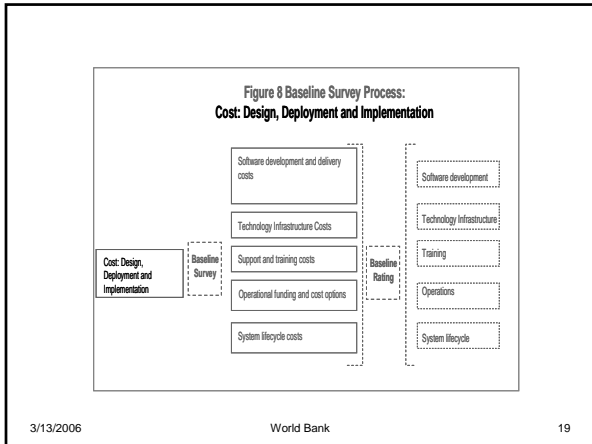 Figure 8 Baseline Survey Process:
Cost: Design, Deployment and Implementation
Cost: Design,
Deployment and
Implementation
Baseline
Survey
Software development and delivery
costs
Technology Infrastructure Costs
Support and training costs
Operational funding and cost options
System lifecycle costs
Baseline
Rating
Software development
Technology Infrastructure
Training
Operations
System lifecycle
3/13/2006
World Bank
19